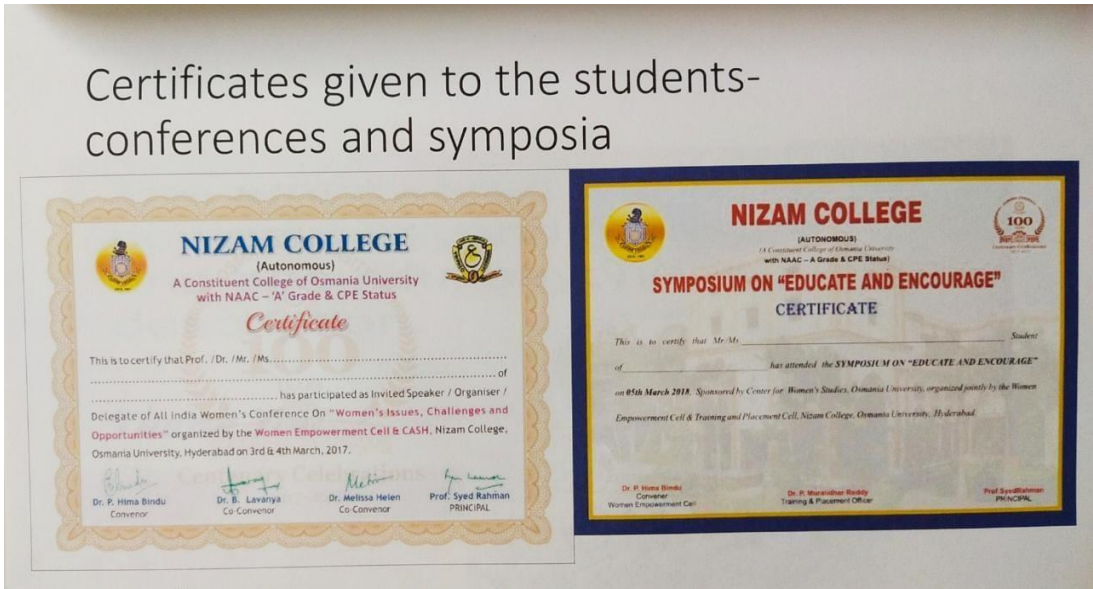 Certificates given to the students-
conferences and symposia
NIZAM COLLEGE
(Autonomous)
A Constituent College of Osmania University
with NAAC – 'A' Grade & CPE Status
Certificate
This is to certify that Prof. /Dr. /Mr. /Ms.
of
has participated as Invited Speaker / Organiser /
Delegate of All India Women's Conference On "Women's Issues, Challenges and
Opportunities" organized by the Women Empowerment Cell & CASH, Nizam College,
Osmania University, Hyderabad on 3rd & 4th March, 2017.
Dr. P. Hima Bindu
Convenor
Dr. B. Lavanya
Co-Convenor
Dr. Melissa Helen
Co-Convenor
Prof. Syed Rahman
PRINCIPAL
NIZAM COLLEGE
(AUTONOMOUS)
(A Constituent College of Osmania University
with NAAC – A Grade & CPE Status)
100
SYMPOSIUM ON "EDUCATE AND ENCOURAGE"
CERTIFICATE
This is to certify that Mr/Ms Student
of has attended the SYMPOSIUM ON "EDUCATE AND ENCOURAGE"
on 05th March 2018. Sponsored by Center for Women's Studies, Osmania University, organized jointly by the Women
Empowerment Cell & Training and Placement Cell, Nizam College, Osmania University, Hyderabad.
Dr. P. Hima Bindu
Convener
Women Empowerment Cell
Dr. P. Muralidhar Reddy
Training & Placement Officer
Prof SyedRahman
PRINCIPAL